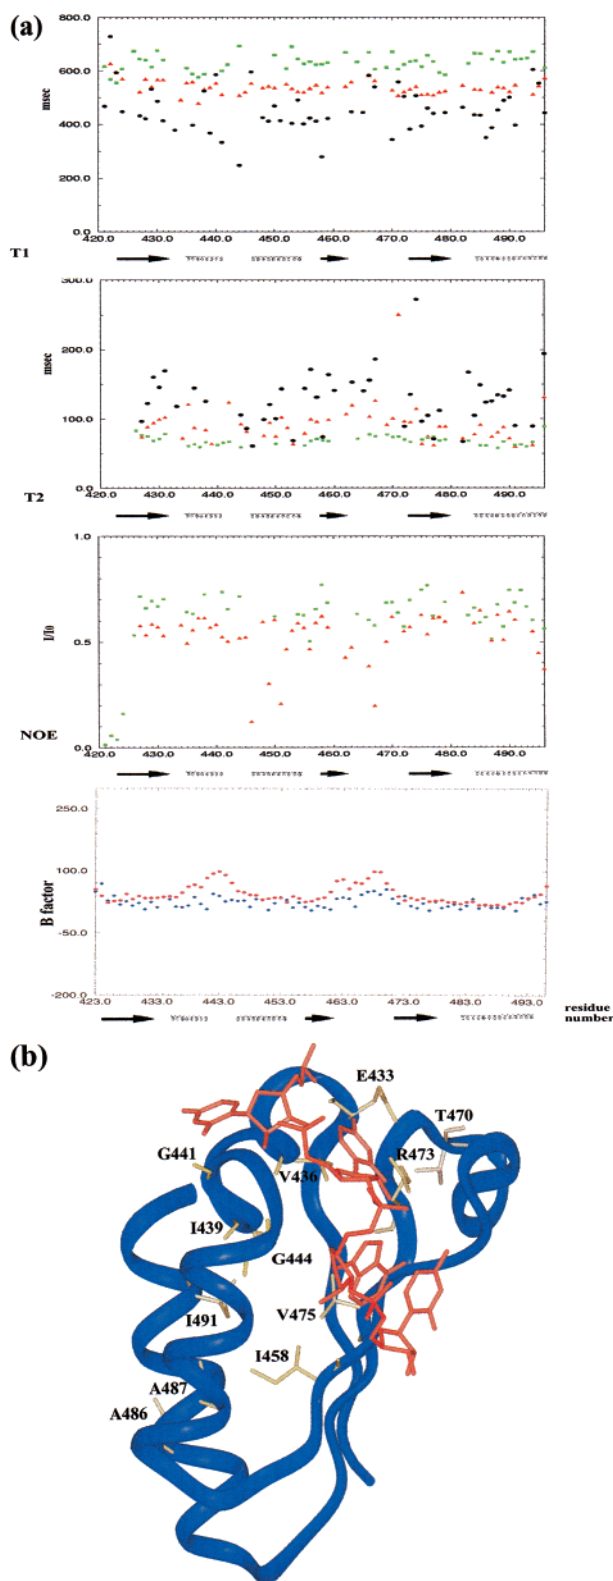 (a)
800.0
600.0
msec
400.0
200.0
0.0
420.0 430.0 440.0 450.0 460.0 470.0 480.0 490.0
T1
300.0
msec
200.0
100.0
0.0
420.0 430.0 440.0 450.0 460.0 470.0 480.0 490.0
T2
1.0
I/I0
0.5
0.0
420.0 430.0 440.0 450.0 460.0 470.0 480.0 490.0
NOE
250.0
100.0
B factor
-50.0
-200.0
423.0 433.0 443.0 453.0 463.0 473.0 483.0 493.0
residue
number
(b)
E433
T470
G441
R473
V436
I439
G444
V475
I491
I458
A487
A486